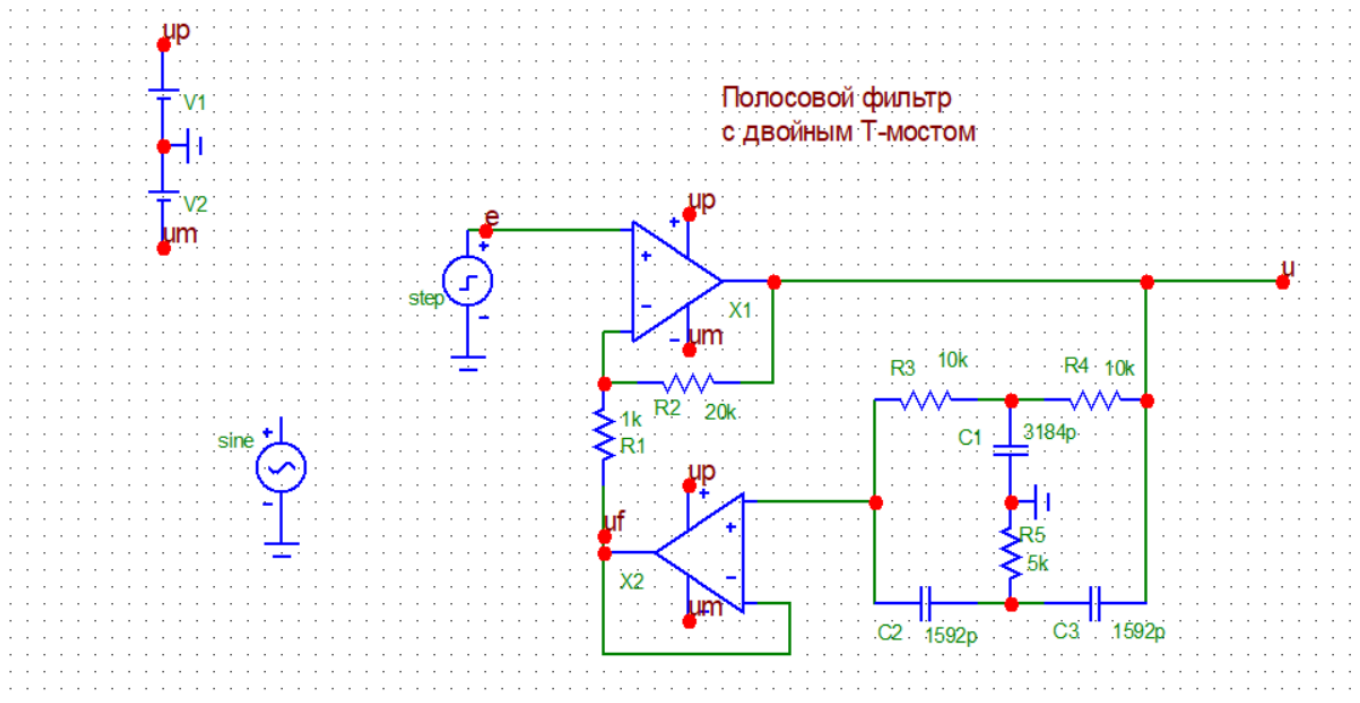 up
V1
V2
um
Полосовой фильтр
с двойным Т-мостом
e
step
up
X1
um
u
R2
20k
1k
R1
R3
10k
R4
10k
C1
3184p
sine
up
uf
X2
um
R5
5k
C2
1592p
C3
1592p